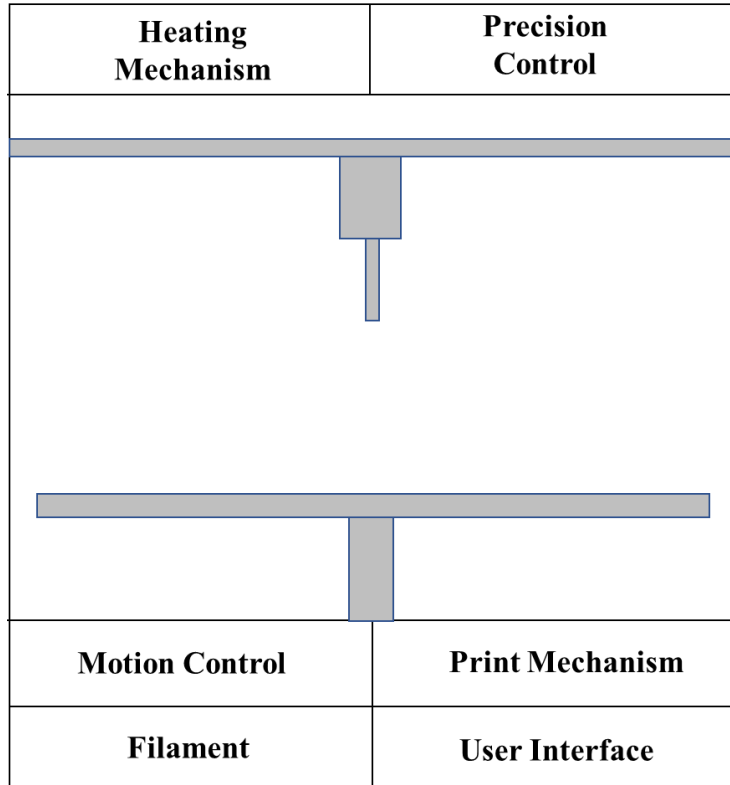 Heating
Mechanism
Precision
Control
Motion Control
Print Mechanism
Filament
User Interface